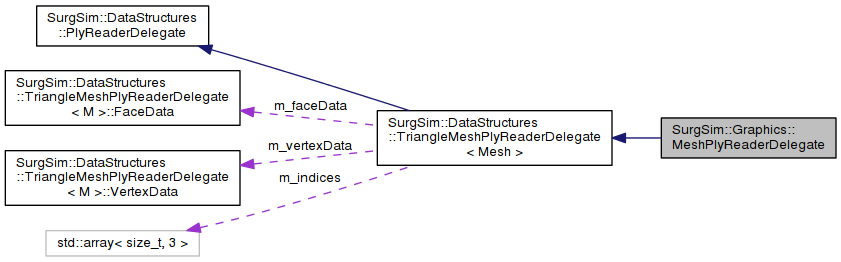 SurgSim::DataStructures
::PlyReaderDelegate
SurgSim::DataStructures
::TriangleMeshPlyReaderDelegate
< M >::FaceData
SurgSim::DataStructures
::TriangleMeshPlyReaderDelegate
< M >::VertexData
std::array< size_t, 3 >
m_faceData
m_vertexData
m_indices
SurgSim::DataStructures
::TriangleMeshPlyReaderDelegate
< Mesh >
SurgSim::Graphics::
MeshPlyReaderDelegate